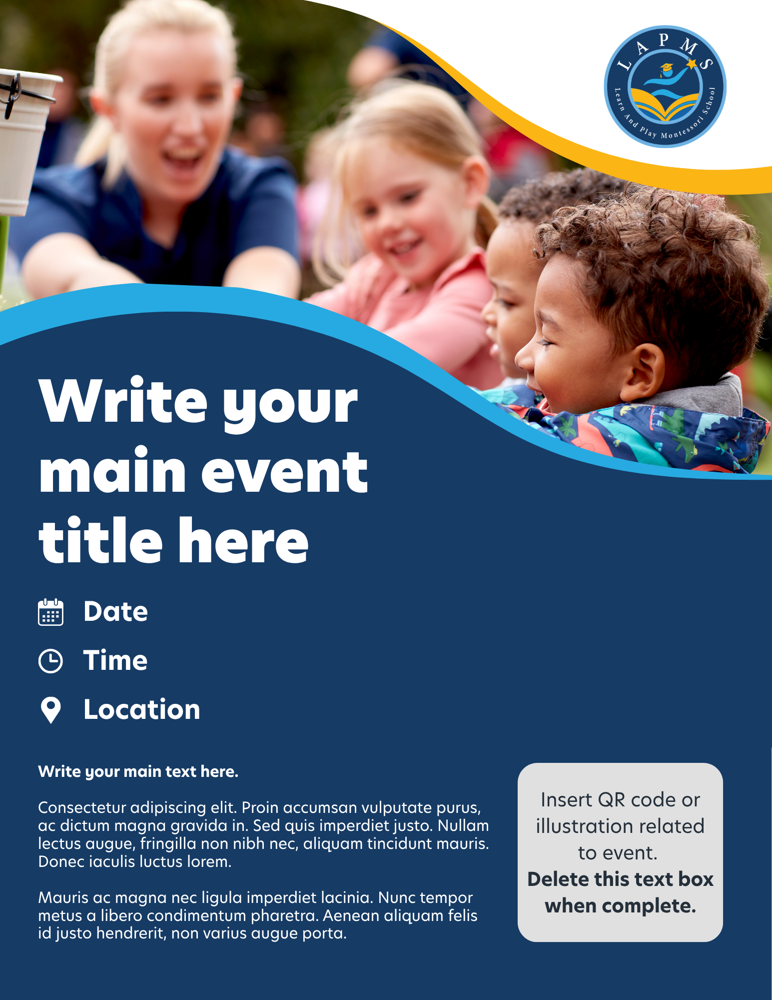 LAPMS
Learn And Play Montessori School
Write your
main event
title here
Date
Time
Location
Write your main text here.
Consectetur adipiscing elit. Proin accumsan vulputate purus,
ac dictum magna gravida in. Sed quis imperdiet justo. Nullam
lectus augue, fringilla non nibh nec, aliquam tincidunt mauris.
Donec iaculis luctus lorem.
Mauris ac magna nec ligula imperdiet lacinia. Nunc tempor
metus a libero condimentum pharetra. Aenean aliquam felis
id justo hendrerit, non varius augue porta.
Insert QR code or
illustration related
to event.
Delete this text box
when complete.